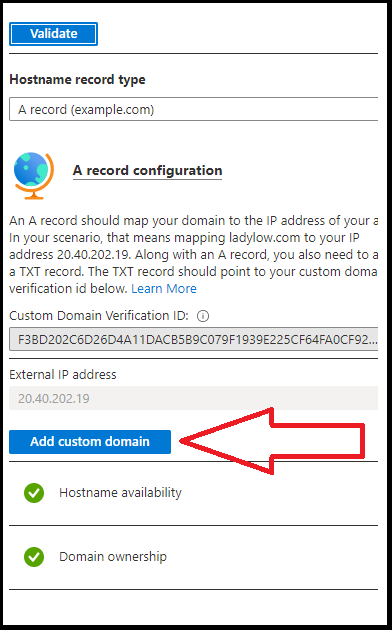 Validate
Hostname record type
A record (example.com)
A record configuration
An A record should map your domain to the IP address of your a
In your scenario, that means mapping ladylow.com to your IP
address 20.40.202.19. Along with an A record, you also need to a
a TXT record. The TXT record should point to your custom doma
verification id below. Learn More
Custom Domain Verification ID:
F3BD202C6D26D4A11DACB5B9C079F1939E225CF64FA0CF92...
External IP address
20.40.202.19
Add custom domain
Hostname availability
Domain ownership